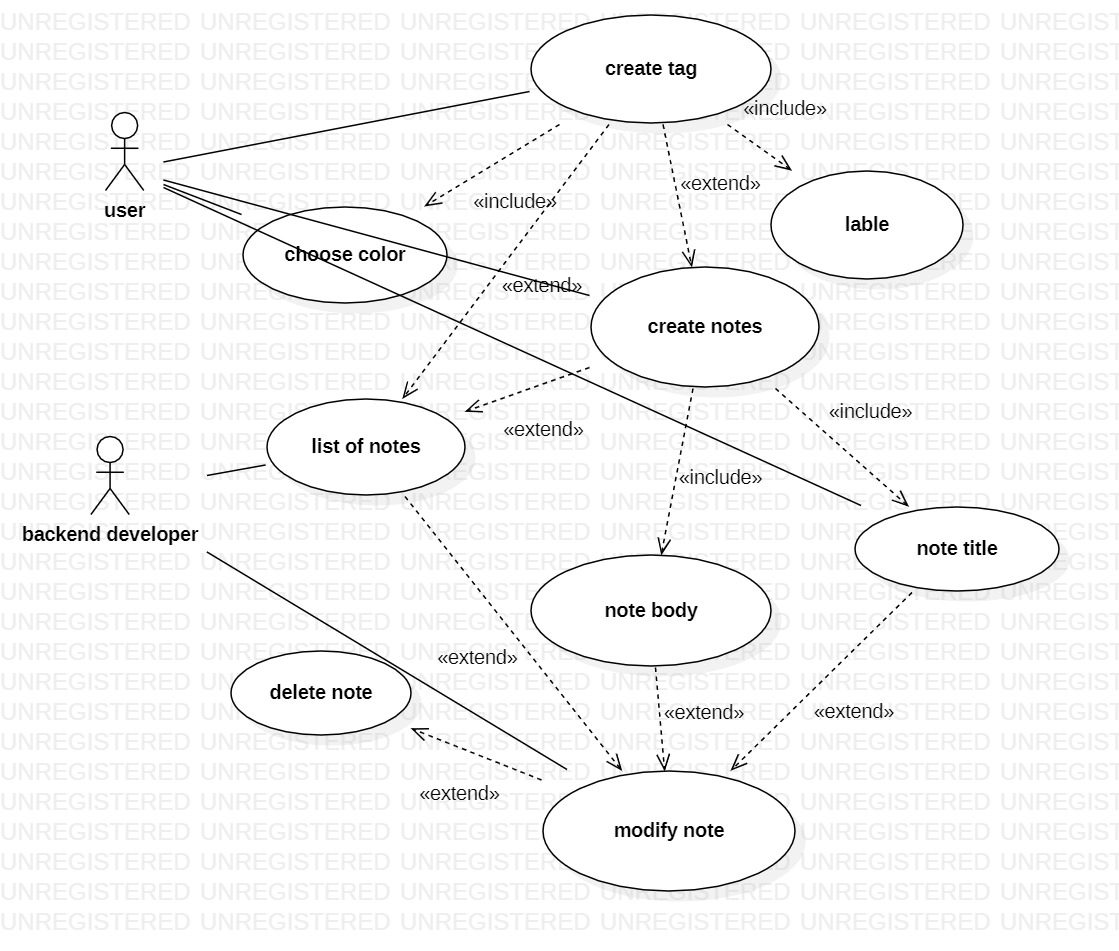 create tag
«include»
«extend»
user
«include»
lable
choose color
«extend»
create notes
«include»
«extend»
list of notes
«include»
backend developer
note title
note body
«extend»
delete note
«extend»
«extend»
«extend»
modify note
UNREGISTERED